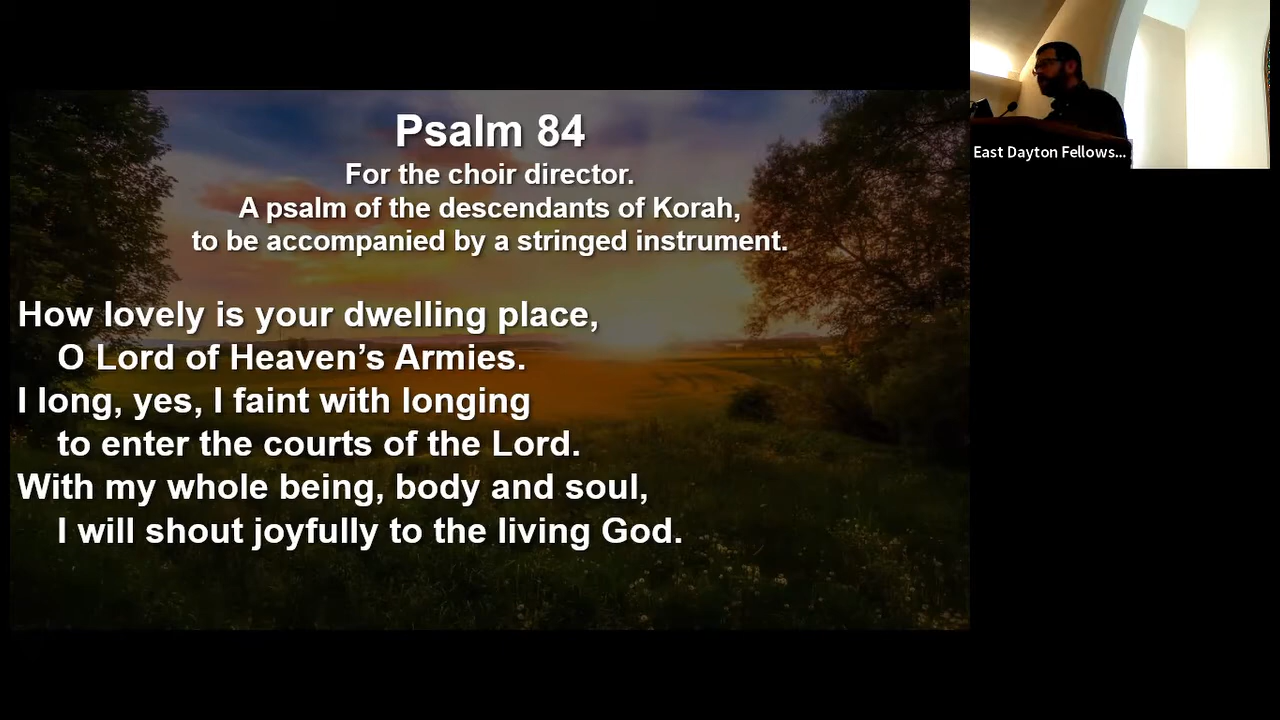 Psalm 84
For the choir director.
A psalm of the descendants of Korah,
to be accompanied by a stringed instrument.
How lovely is your dwelling place,
O Lord of Heaven’s Armies.
I long, yes, I faint with longing
to enter the courts of the Lord.
With my whole being, body and soul,
I will shout joyfully to the living God.
East Dayton Fellows...